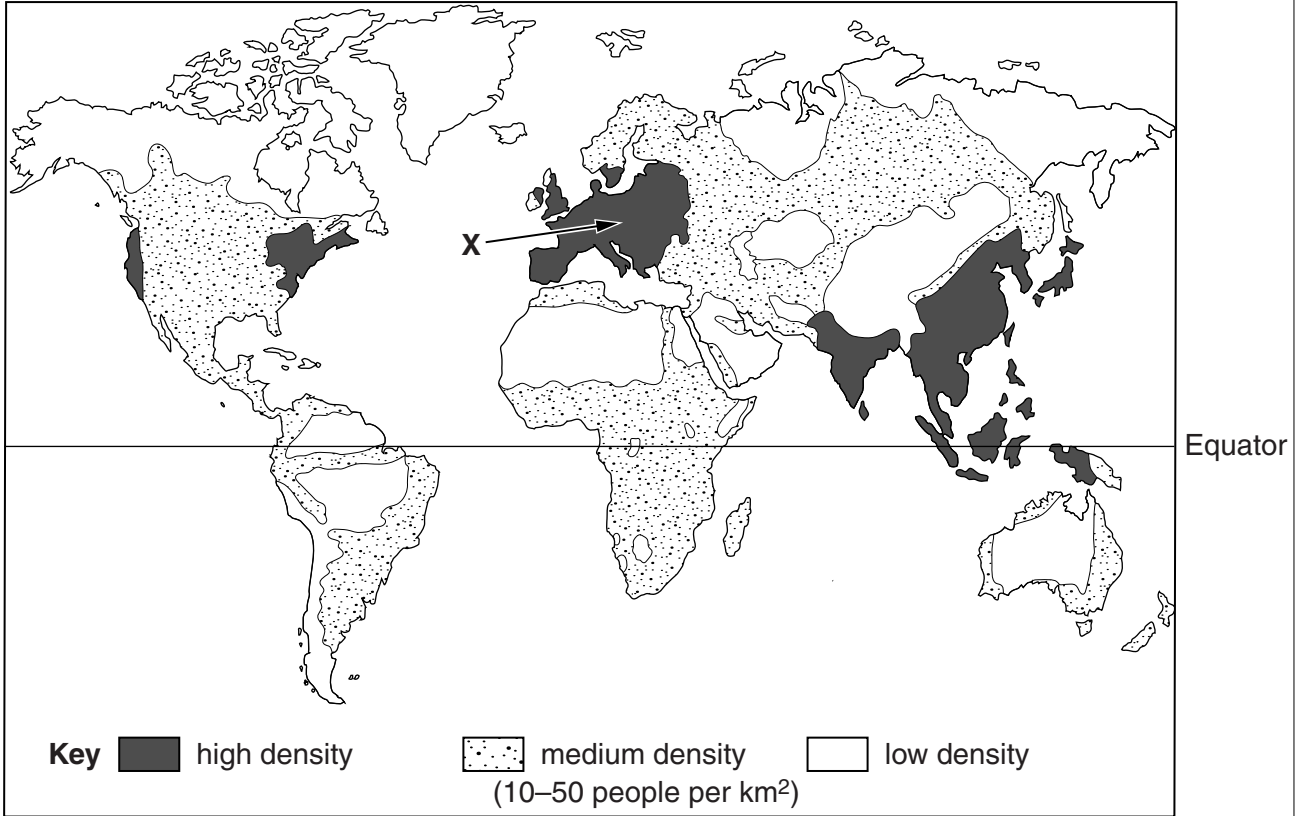 X
Equator
Key high density medium density low density
(10–50 people per km²)